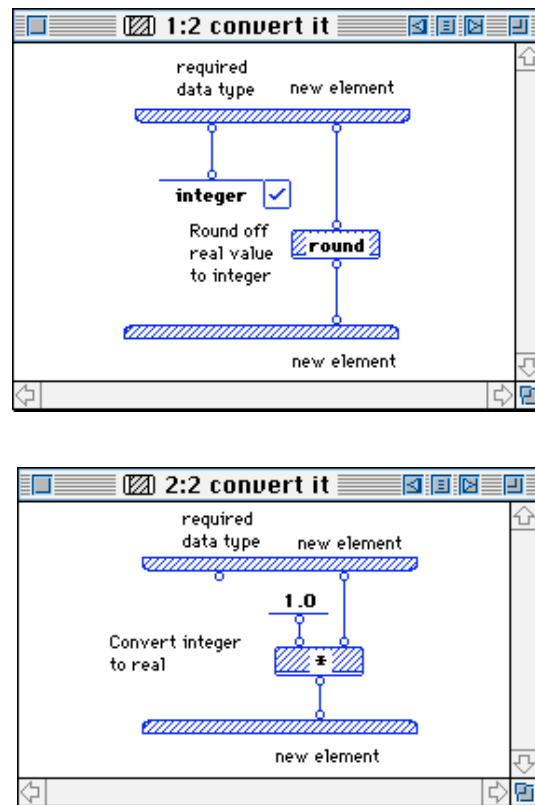 1:2 convert it
required
data type
new element
integer
Round off
real value
to integer
round
new element
2:2 convert it
required
data type
new element
1.0
Convert integer
to real
*
new element